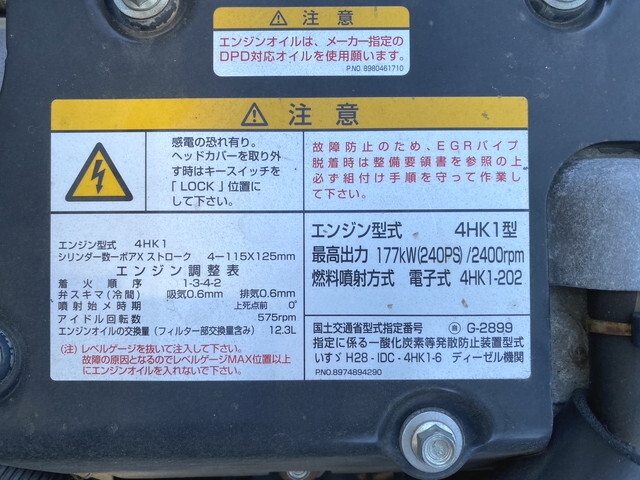 ⚠ 注意
エンジンオイルは、メーカー指定の
DPD対応オイルを使用願います。
P.NO. 8980461710
⚠ 注意
感電の恐れ有り。
ヘッドカバーを取り外
す時はキースイッチを
「LOCK」位置に
して下さい。
故障防止のため、EGRパイプ
脱着時は整備要領書を参照の上
必ず組付け手順を守って作業し
て下さい。
エンジン型式 4HK1
シリンダー数ーボアXストローク 4ー115X125mm
エンジン調整表
着火順序 1-3-4-2
弁スキマ(冷間) 吸気0.6mm 排気0.6mm
噴射始メ時期 上死点前 0°
アイドル回転数 575rpm
エンジンオイルの交換量(フィルター部交換量含み) 12.3L
(注)レベルゲージを抜いて注入して下さい。
故障の原因となるのでレベルゲージMAX位置以上
にエンジンオイルを入れないで下さい。
エンジン型式 4HK1型
最高出力 177kW(240PS)/2400rpm
燃料噴射方式 電子式 4HK1-202
国土交通省型式指定番号 G-2899
指定に係る一酸化炭素等発散防止装置型式
いすゞ H28-IDC-4HK1-6 ディーゼル機関
P.NO.8974894290